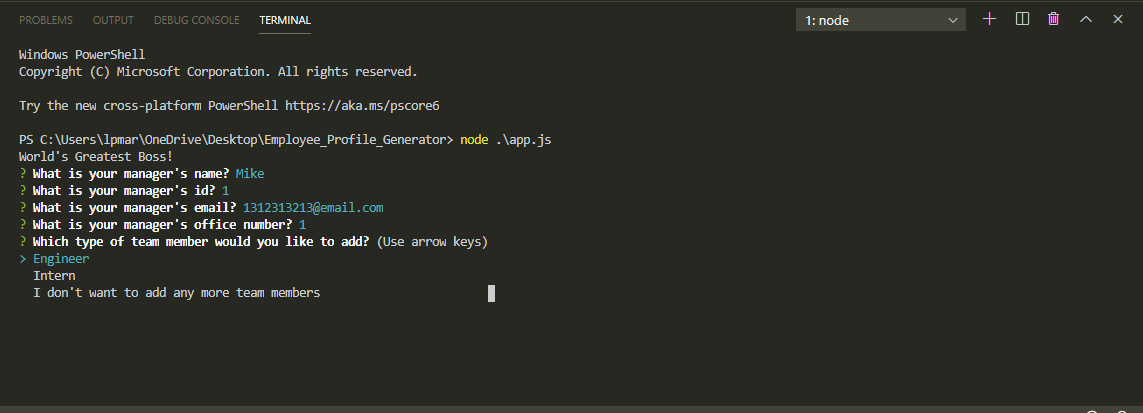 PROBLEMS OUTPUT DEBUG CONSOLE TERMINAL 1: node
Windows PowerShell
Copyright (C) Microsoft Corporation. All rights reserved.
Try the new cross-platform PowerShell https://aka.ms/pscore6
PS C:\Users\lpmar\OneDrive\Desktop\Employee_Profile_Generator> node .\app.js
World's Greatest Boss!
? What is your manager's name? Mike
? What is your manager's id? 1
? What is your manager's email? 1312313213@email.com
? What is your manager's office number? 1
? Which type of team member would you like to add? (Use arrow keys)
> Engineer
Intern
I don't want to add any more team members